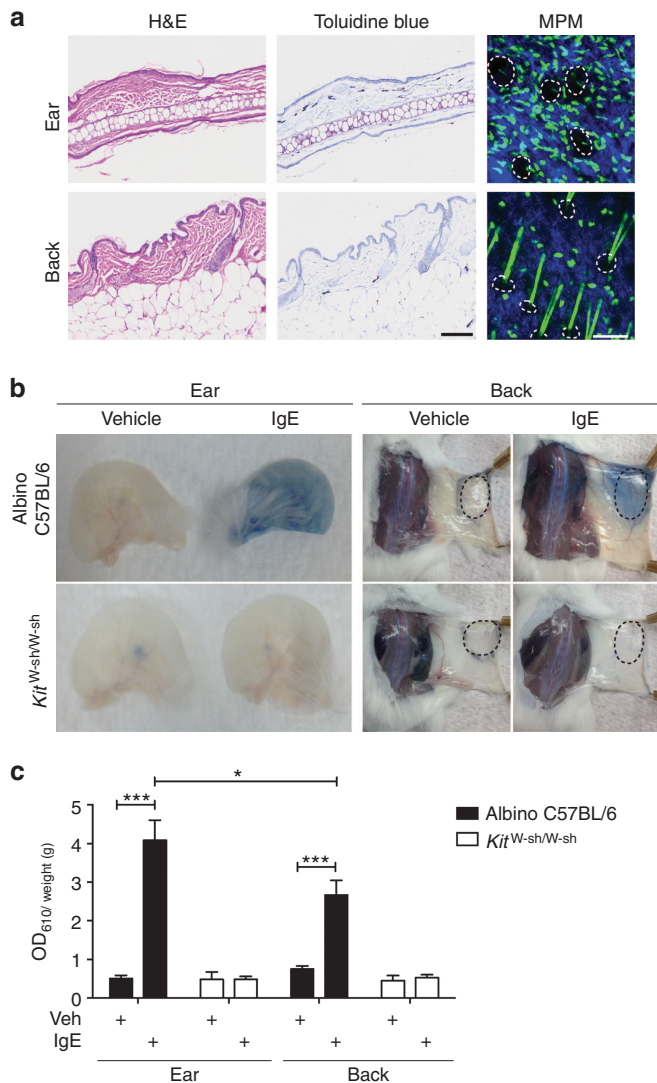 a
H&E Toluidine blue MPM
Ear
Back
b
Ear Back
Vehicle IgE Vehicle IgE
Albino
C57BL/6
Kit W-sh/W-sh
c
*
*** ***
Albino C57BL/6
Kit W-sh/W-sh
OD610/ weight (g)
5
4
3
2
1
0
Veh + + + +
IgE + + + +
Ear Back